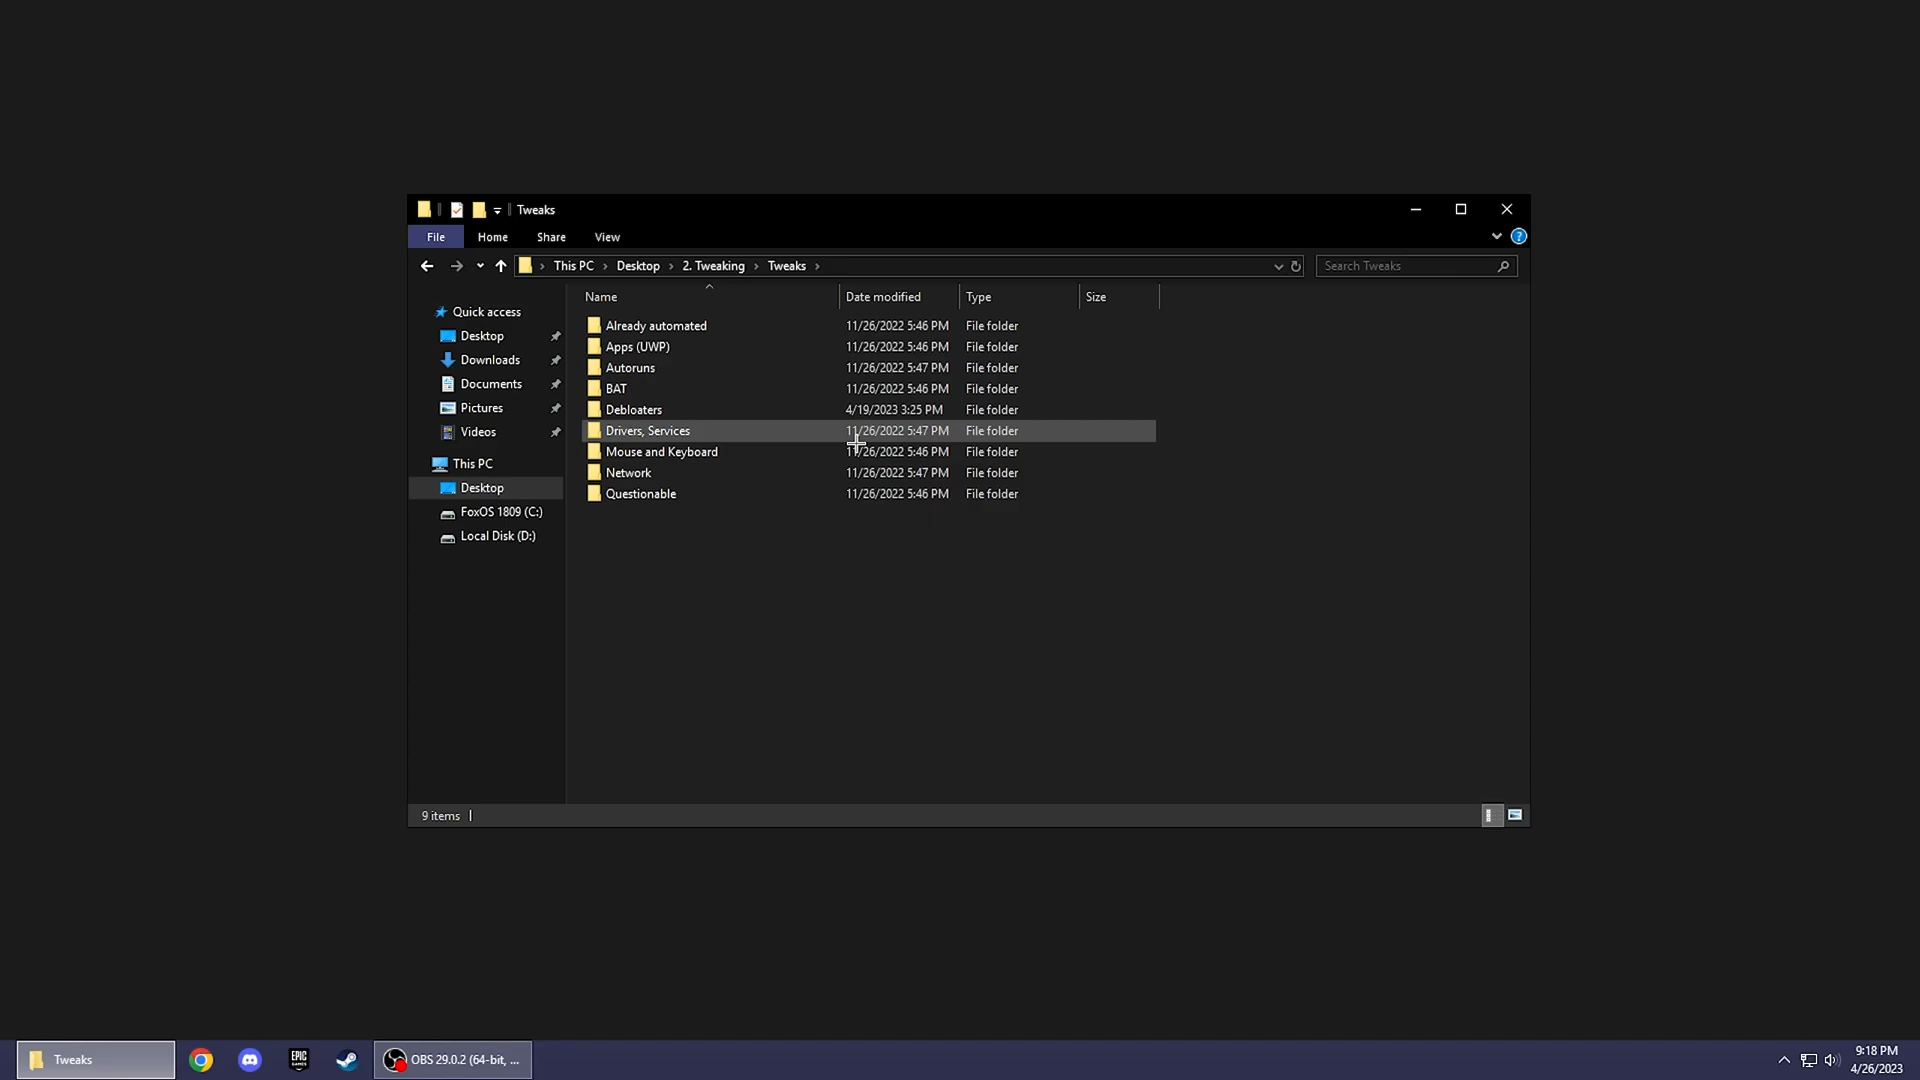 Tweaks
File Home Share View
This PC Desktop 2. Tweaking Tweaks Search Tweaks
Name Date modified Type Size
Quick access
Desktop
Downloads
Documents
Pictures
Videos
This PC
Desktop
FoxOS 1809 (C:)
Local Disk (D:)
Already automated 11/26/2022 5:46 PM File folder
Apps (UWP) 11/26/2022 5:46 PM File folder
Autoruns 11/26/2022 5:47 PM File folder
BAT 11/26/2022 5:46 PM File folder
Debloaters 4/19/2023 3:25 PM File folder
Drivers, Services 11/26/2022 5:47 PM File folder
Mouse and Keyboard 11/26/2022 5:46 PM File folder
Network 11/26/2022 5:47 PM File folder
Questionable 11/26/2022 5:46 PM File folder
9 items
Tweaks
EPIC
GAMES
OBS 29.0.2 (64-bit, ...
9:18 PM
4/26/2023